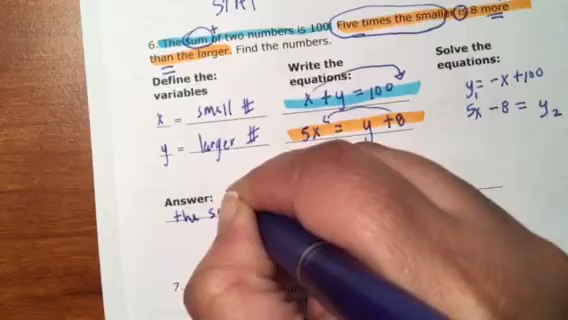 START
6. The sum of two numbers is 100. Five times the smaller is 8 more
than the larger. Find the numbers.
Define the:
variables
x = small #
y = larger #
Write the
equations:
x + y = 100
5x = y + 8
Solve the
equations:
y = -x + 100
5x - 8 = y2
Answer:
the s
7.